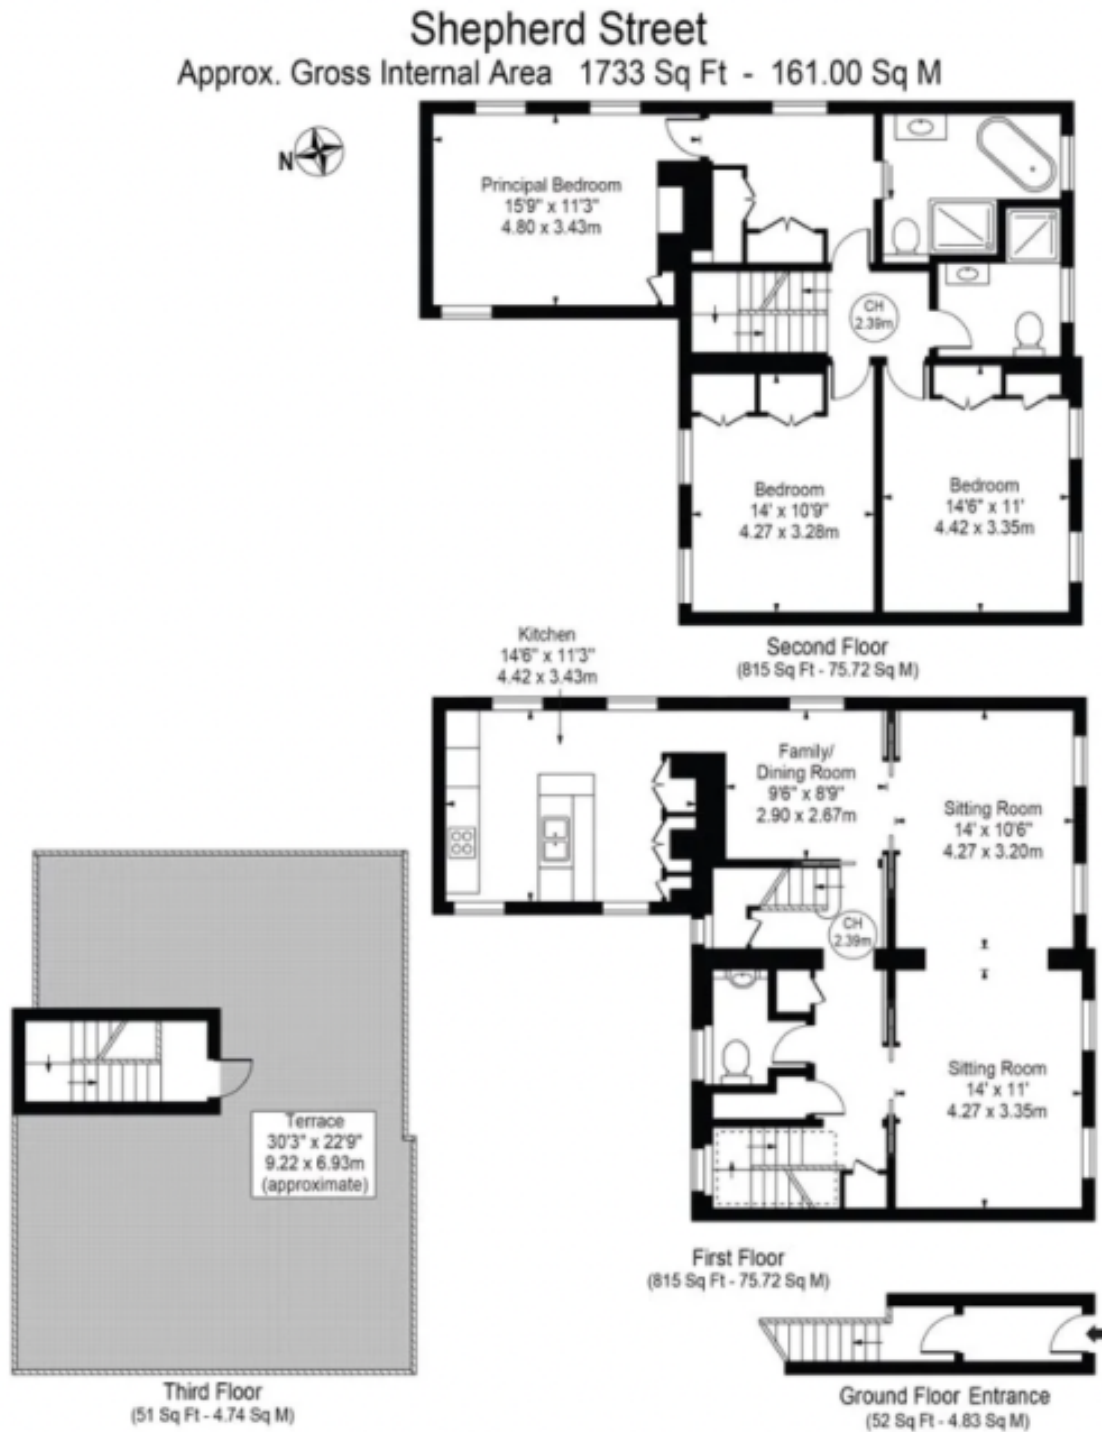 Shepherd Street
Approx. Gross Internal Area 1733 Sq Ft - 161.00 Sq M
N
Principal Bedroom
15'9" x 11'3"
4.80 x 3.43m
CH
2.39m
Bedroom
14' x 10'9"
4.27 x 3.28m
Bedroom
14'6" x 11'
4.42 x 3.35m
Second Floor
(815 Sq Ft - 75.72 Sq M)
Kitchen
14'6" x 11'3"
4.42 x 3.43m
Family/
Dining Room
9'6" x 8'9"
2.90 x 2.67m
Sitting Room
14' x 10'6"
4.27 x 3.20m
CH
2.39m
Sitting Room
14' x 11'
4.27 x 3.35m
First Floor
(815 Sq Ft - 75.72 Sq M)
Terrace
30'3" x 22'9"
9.22 x 6.93m
(approximate)
Third Floor
(51 Sq Ft - 4.74 Sq M)
Ground Floor Entrance
(52 Sq Ft - 4.83 Sq M)